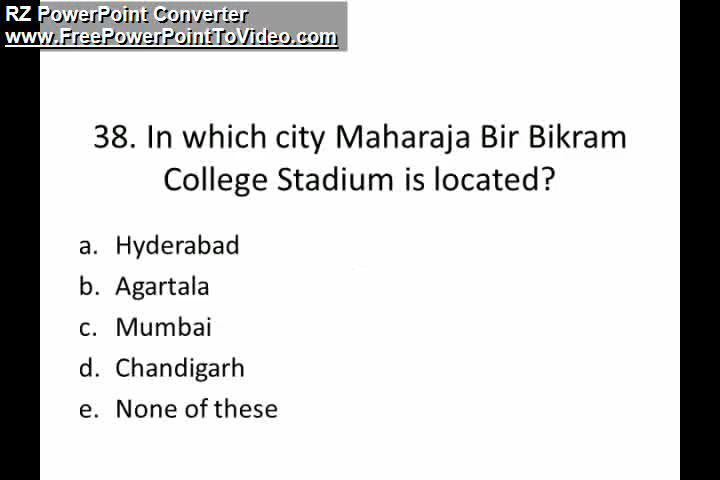 RZ PowerPoint Converter
www.FreePowerPointToVideo.com
38. In which city Maharaja Bir Bikram
College Stadium is located?
a. Hyderabad
b. Agartala
c. Mumbai
d. Chandigarh
e. None of these